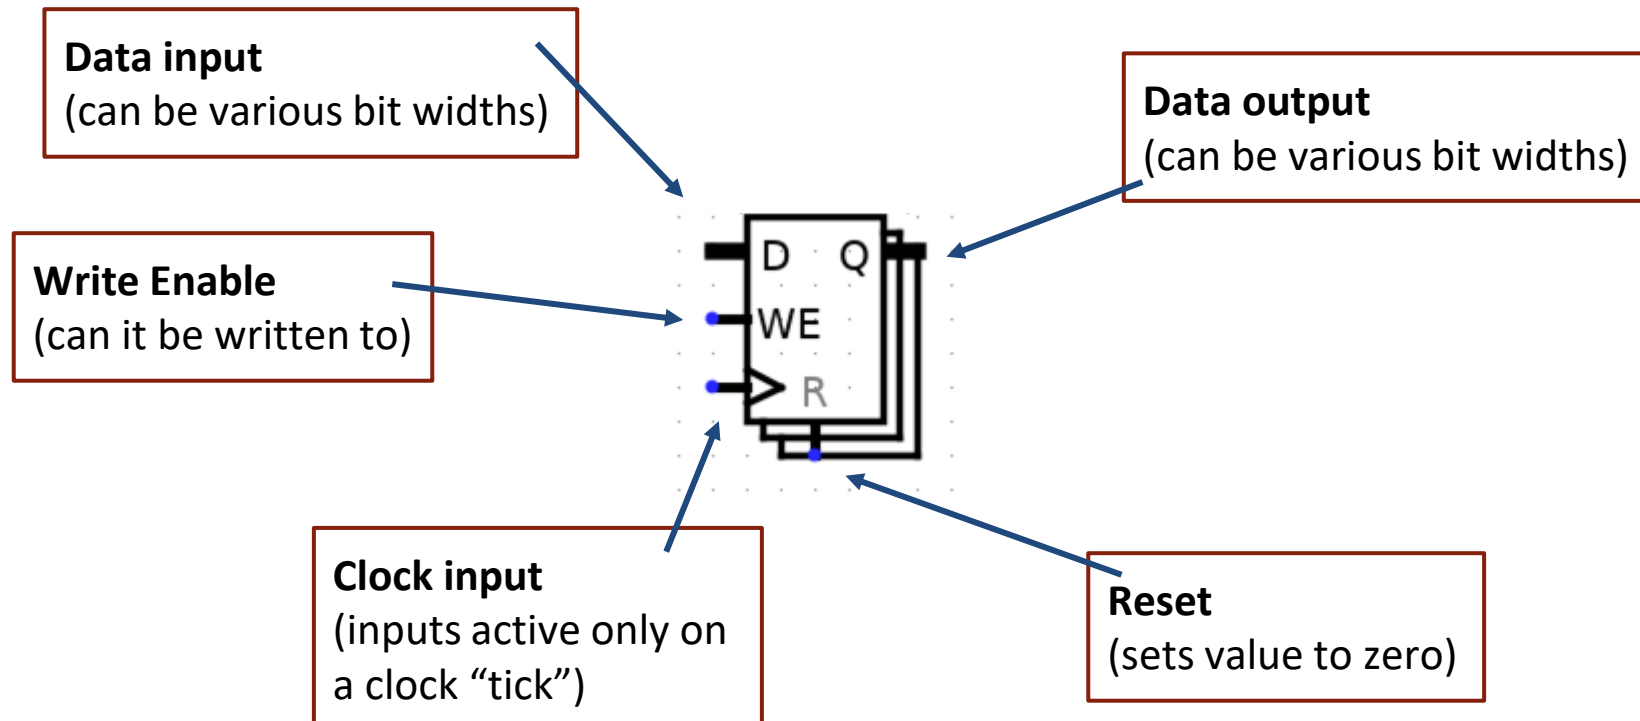 Data input
(can be various bit widths)
Data output
(can be various bit widths)
Write Enable
(can it be written to)
D
Q
WE
R
Clock input
(inputs active only on
a clock “tick”)
Reset
(sets value to zero)